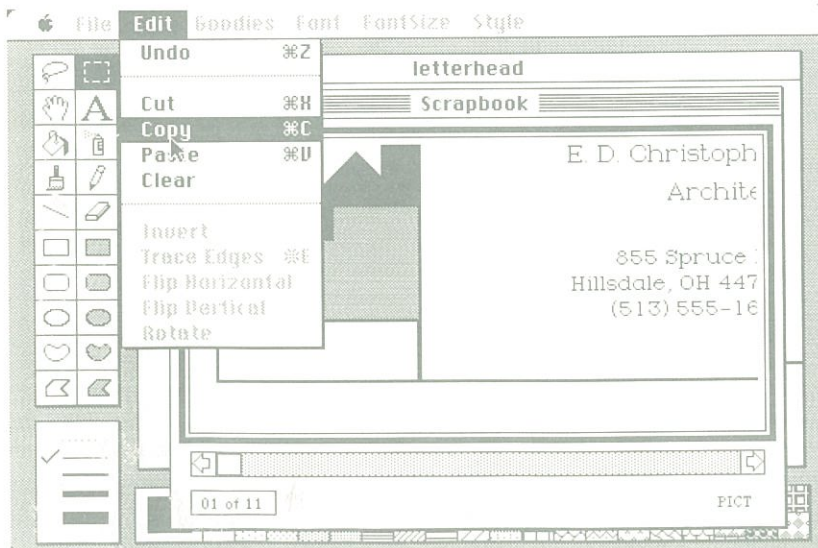 File Edit Goodies Font FontSize Style
Undo ⌘Z
Cut ⌘X
Copy ⌘C
Paste ⌘V
Clear
Invert
Trace Edges ⌘E
Flip Horizontal
Flip Vertical
Rotate
A
letterhead
Scrapbook
E. D. Christoph
Archite
855 Spruce
Hillsdale, OH 447
(513) 555-16
01 of 11
PICT